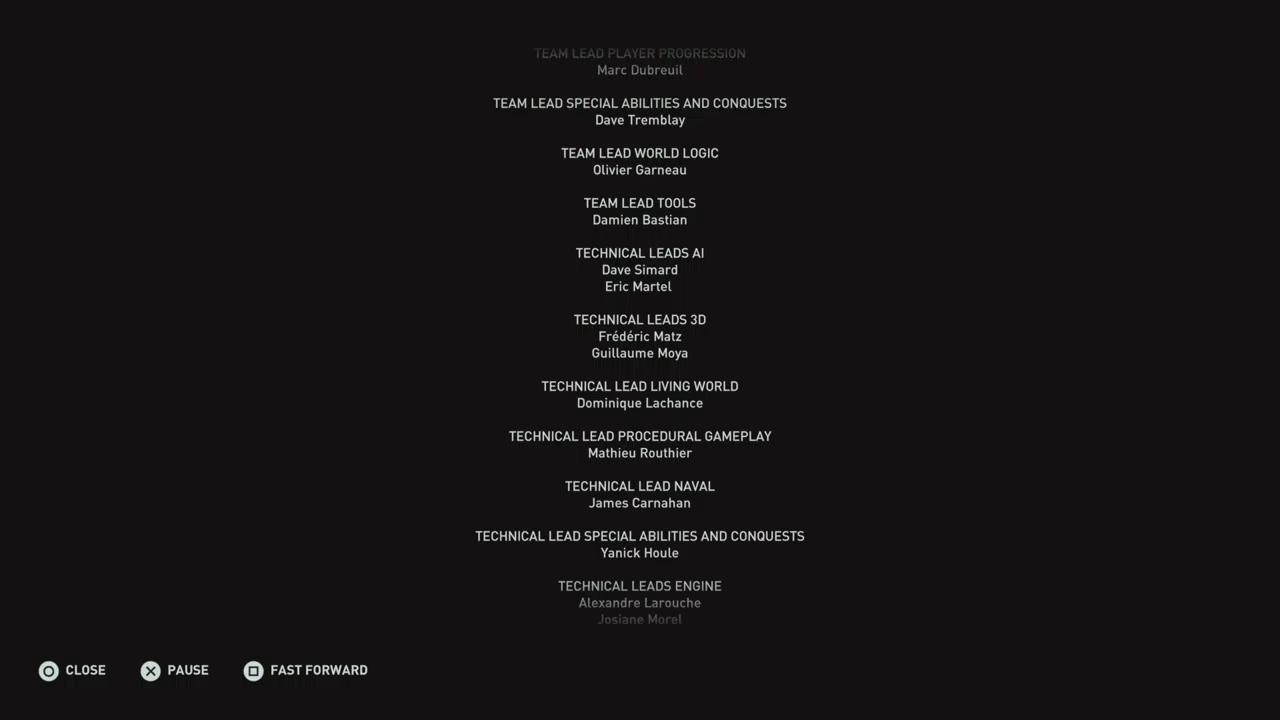 TEAM LEAD PLAYER PROGRESSION
Marc Dubreuil
TEAM LEAD SPECIAL ABILITIES AND CONQUESTS
Dave Tremblay
TEAM LEAD WORLD LOGIC
Olivier Garneau
TEAM LEAD TOOLS
Damien Bastian
TECHNICAL LEADS AI
Dave Simard
Eric Martel
TECHNICAL LEADS 3D
Frédéric Matz
Guillaume Moya
TECHNICAL LEAD LIVING WORLD
Dominique Lachance
TECHNICAL LEAD PROCEDURAL GAMEPLAY
Mathieu Routhier
TECHNICAL LEAD NAVAL
James Carnahan
TECHNICAL LEAD SPECIAL ABILITIES AND CONQUESTS
Yanick Houle
TECHNICAL LEADS ENGINE
Alexandre Larouche
Josiane Morel
CLOSE PAUSE FAST FORWARD